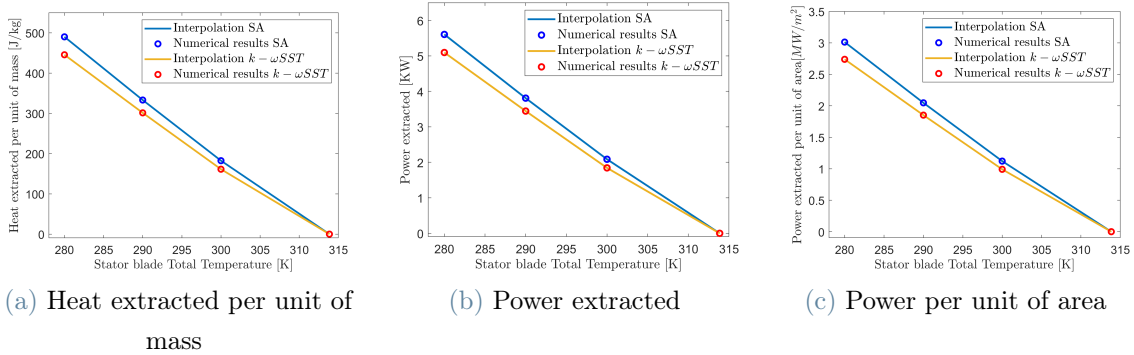 Heat extracted per unit of mass [J/kg]
500
400
300
200
100
0
280
290
295
300
305
310
315
Stator blade Total Temperature [K]
Interpolation SA
Numerical results SA
Interpolation k − ωSST
Numerical results k − ωSST
(a) Heat extracted per unit of
mass
Power extracted [KW]
6
5
4
3
2
1
0
280
285
290
295
300
305
310
315
Stator blade Total Temperature [K]
Interpolation SA
Numerical results SA
Interpolation k − ωSST
Numerical results k − ωSST
(b) Power extracted
Power extracted per unit of area[MW/m²]
3.5
3
2.5
2
1.5
1
0.5
0
280
285
290
295
300
305
310
315
Stator blade Total Temperature [K]
Interpolation SA
Numerical results SA
Interpolation k − ωSST
Numerical results k − ωSST
(c) Power per unit of area